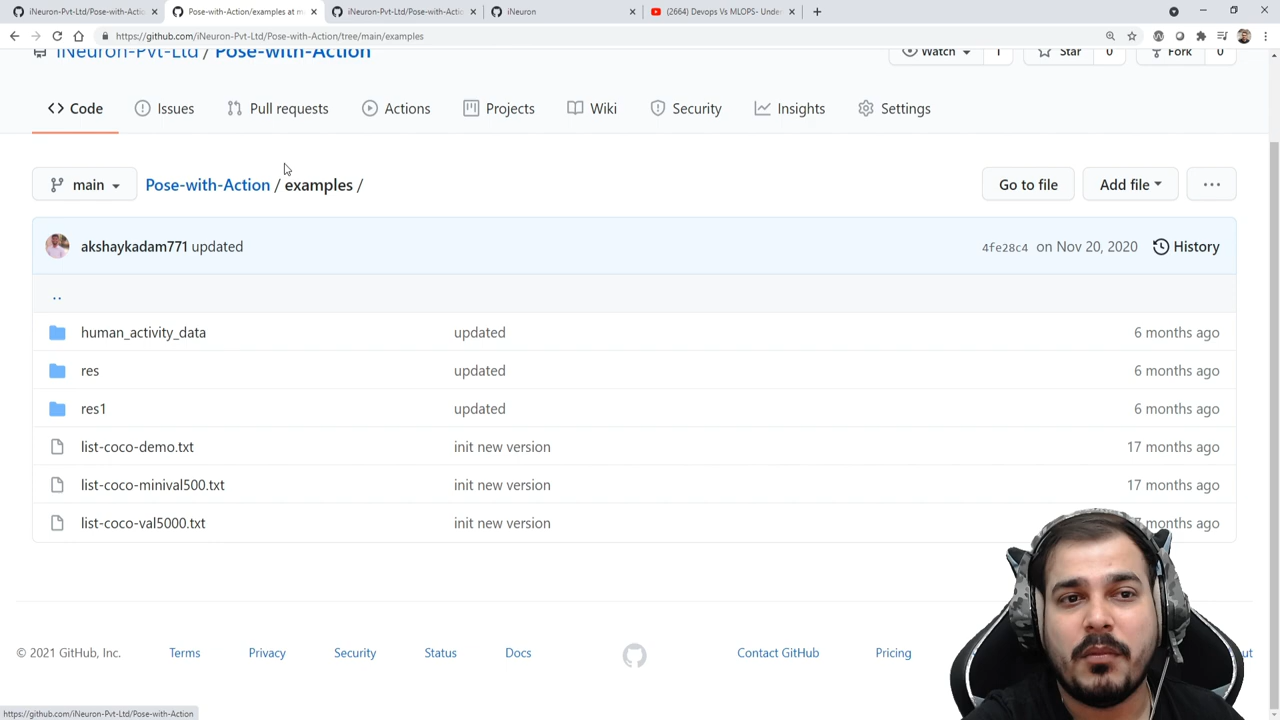 iNeuron-Pvt-Ltd/Pose-with-Action
Pose-with-Action/examples at m
iNeuron-Pvt-Ltd/Pose-with-Action
iNeuron
(2664) Devops Vs MLOPS- Under
https://github.com/iNeuron-Pvt-Ltd/Pose-with-Action/tree/main/examples
iNeuron-Pvt-Ltd / Pose-with-Action
Watch 1
Star 0
Fork 0
Code
Issues
Pull requests
Actions
Projects
Wiki
Security
Insights
Settings
main
Pose-with-Action / examples /
Go to file
Add file
akshaykadam771 updated
4fe28c4 on Nov 20, 2020
History
..
human_activity_data updated 6 months ago
res updated 6 months ago
res1 updated 6 months ago
list-coco-demo.txt init new version 17 months ago
list-coco-minival500.txt init new version 17 months ago
list-coco-val5000.txt init new version months ago
© 2021 GitHub, Inc.
Terms
Privacy
Security
Status
Docs
Contact GitHub
Pricing
https://github.com/iNeuron-Pvt-Ltd/Pose-with-Action